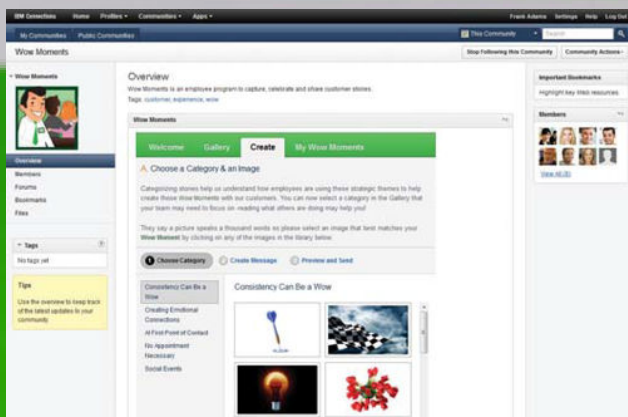 IBM Connections Home Profiles Communities Apps Frank Adams Settings Help Log Out
My Communities Public Communities This Community Search
Wow Moments Stop Following this Community Community Actions
Wow Moments
Overview
Members
Forums
Bookmarks
Files
Tags
No tags yet
Tips
Use the overview to keep track
of the latest updates to your
community.
Overview
Wow Moments is an employee program to capture, celebrate and share customer stories.
Tags: customer, experience, wow
Wow Moments
Welcome Gallery Create My Wow Moments
A. Choose a Category & an Image
Categorizing stories help us understand how employees are using these strategic themes to help
create those Wow Moments with our customers. You can now select a category in the Gallery that
your team may need to focus on reading what others are doing may help you!
They say a picture speaks a thousand words so please select an image that best matches your
Wow Moment by clicking on any of the images in the library below.
1 Choose Category 2 Create Message 3 Preview and Send
Consistency Can Be a
Wow
Creating Emotional
Connections
At First Point of Contact
No Appointment
Necessary
Social Events
Consistency Can Be a Wow
Important Bookmarks
Highlight key linked resources.
Members
View All (8)